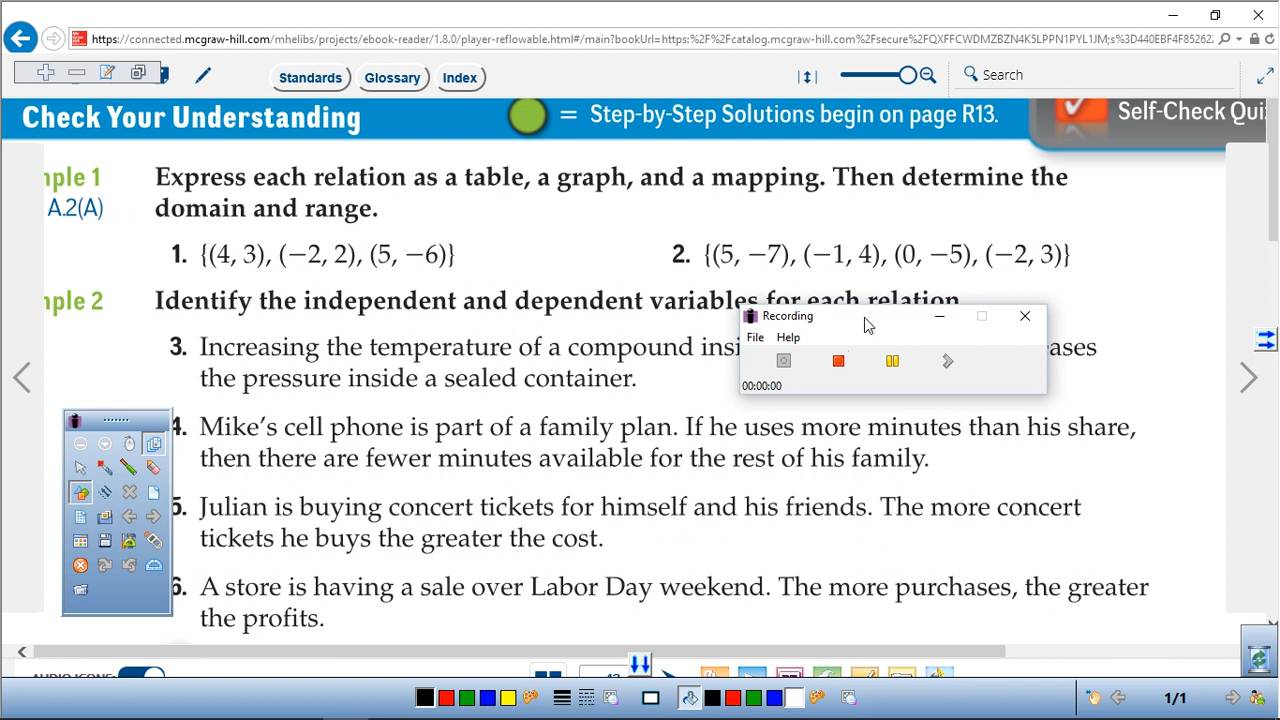 https://connected.mcgraw-hill.com/mhelibs/projects/ebook-reader/1.8.0/player-reflowable.html#/main?bookUrl=https:%2F%2Fcatalog.mcgraw-hill.com%2Fsecure%2FQXFFCWDMZBZN4K5LPPN1PYL1JM;s%3D440EBF4F85262
Standards Glossary Index Search
Check Your Understanding = Step-by-Step Solutions begin on page R13. Self-Check Qui
mple 1 Express each relation as a table, a graph, and a mapping. Then determine the
A.2(A) domain and range.
1. {(4, 3), (−2, 2), (5, −6)} 2. {(5, −7), (−1, 4), (0, −5), (−2, 3)}
mple 2 Identify the independent and dependent variables for each relation.
Recording
File Help
00:00:00
3. Increasing the temperature of a compound insi eases
the pressure inside a sealed container.
4. Mike's cell phone is part of a family plan. If he uses more minutes than his share,
then there are fewer minutes available for the rest of his family.
5. Julian is buying concert tickets for himself and his friends. The more concert
tickets he buys the greater the cost.
6. A store is having a sale over Labor Day weekend. The more purchases, the greater
the profits.
1/1